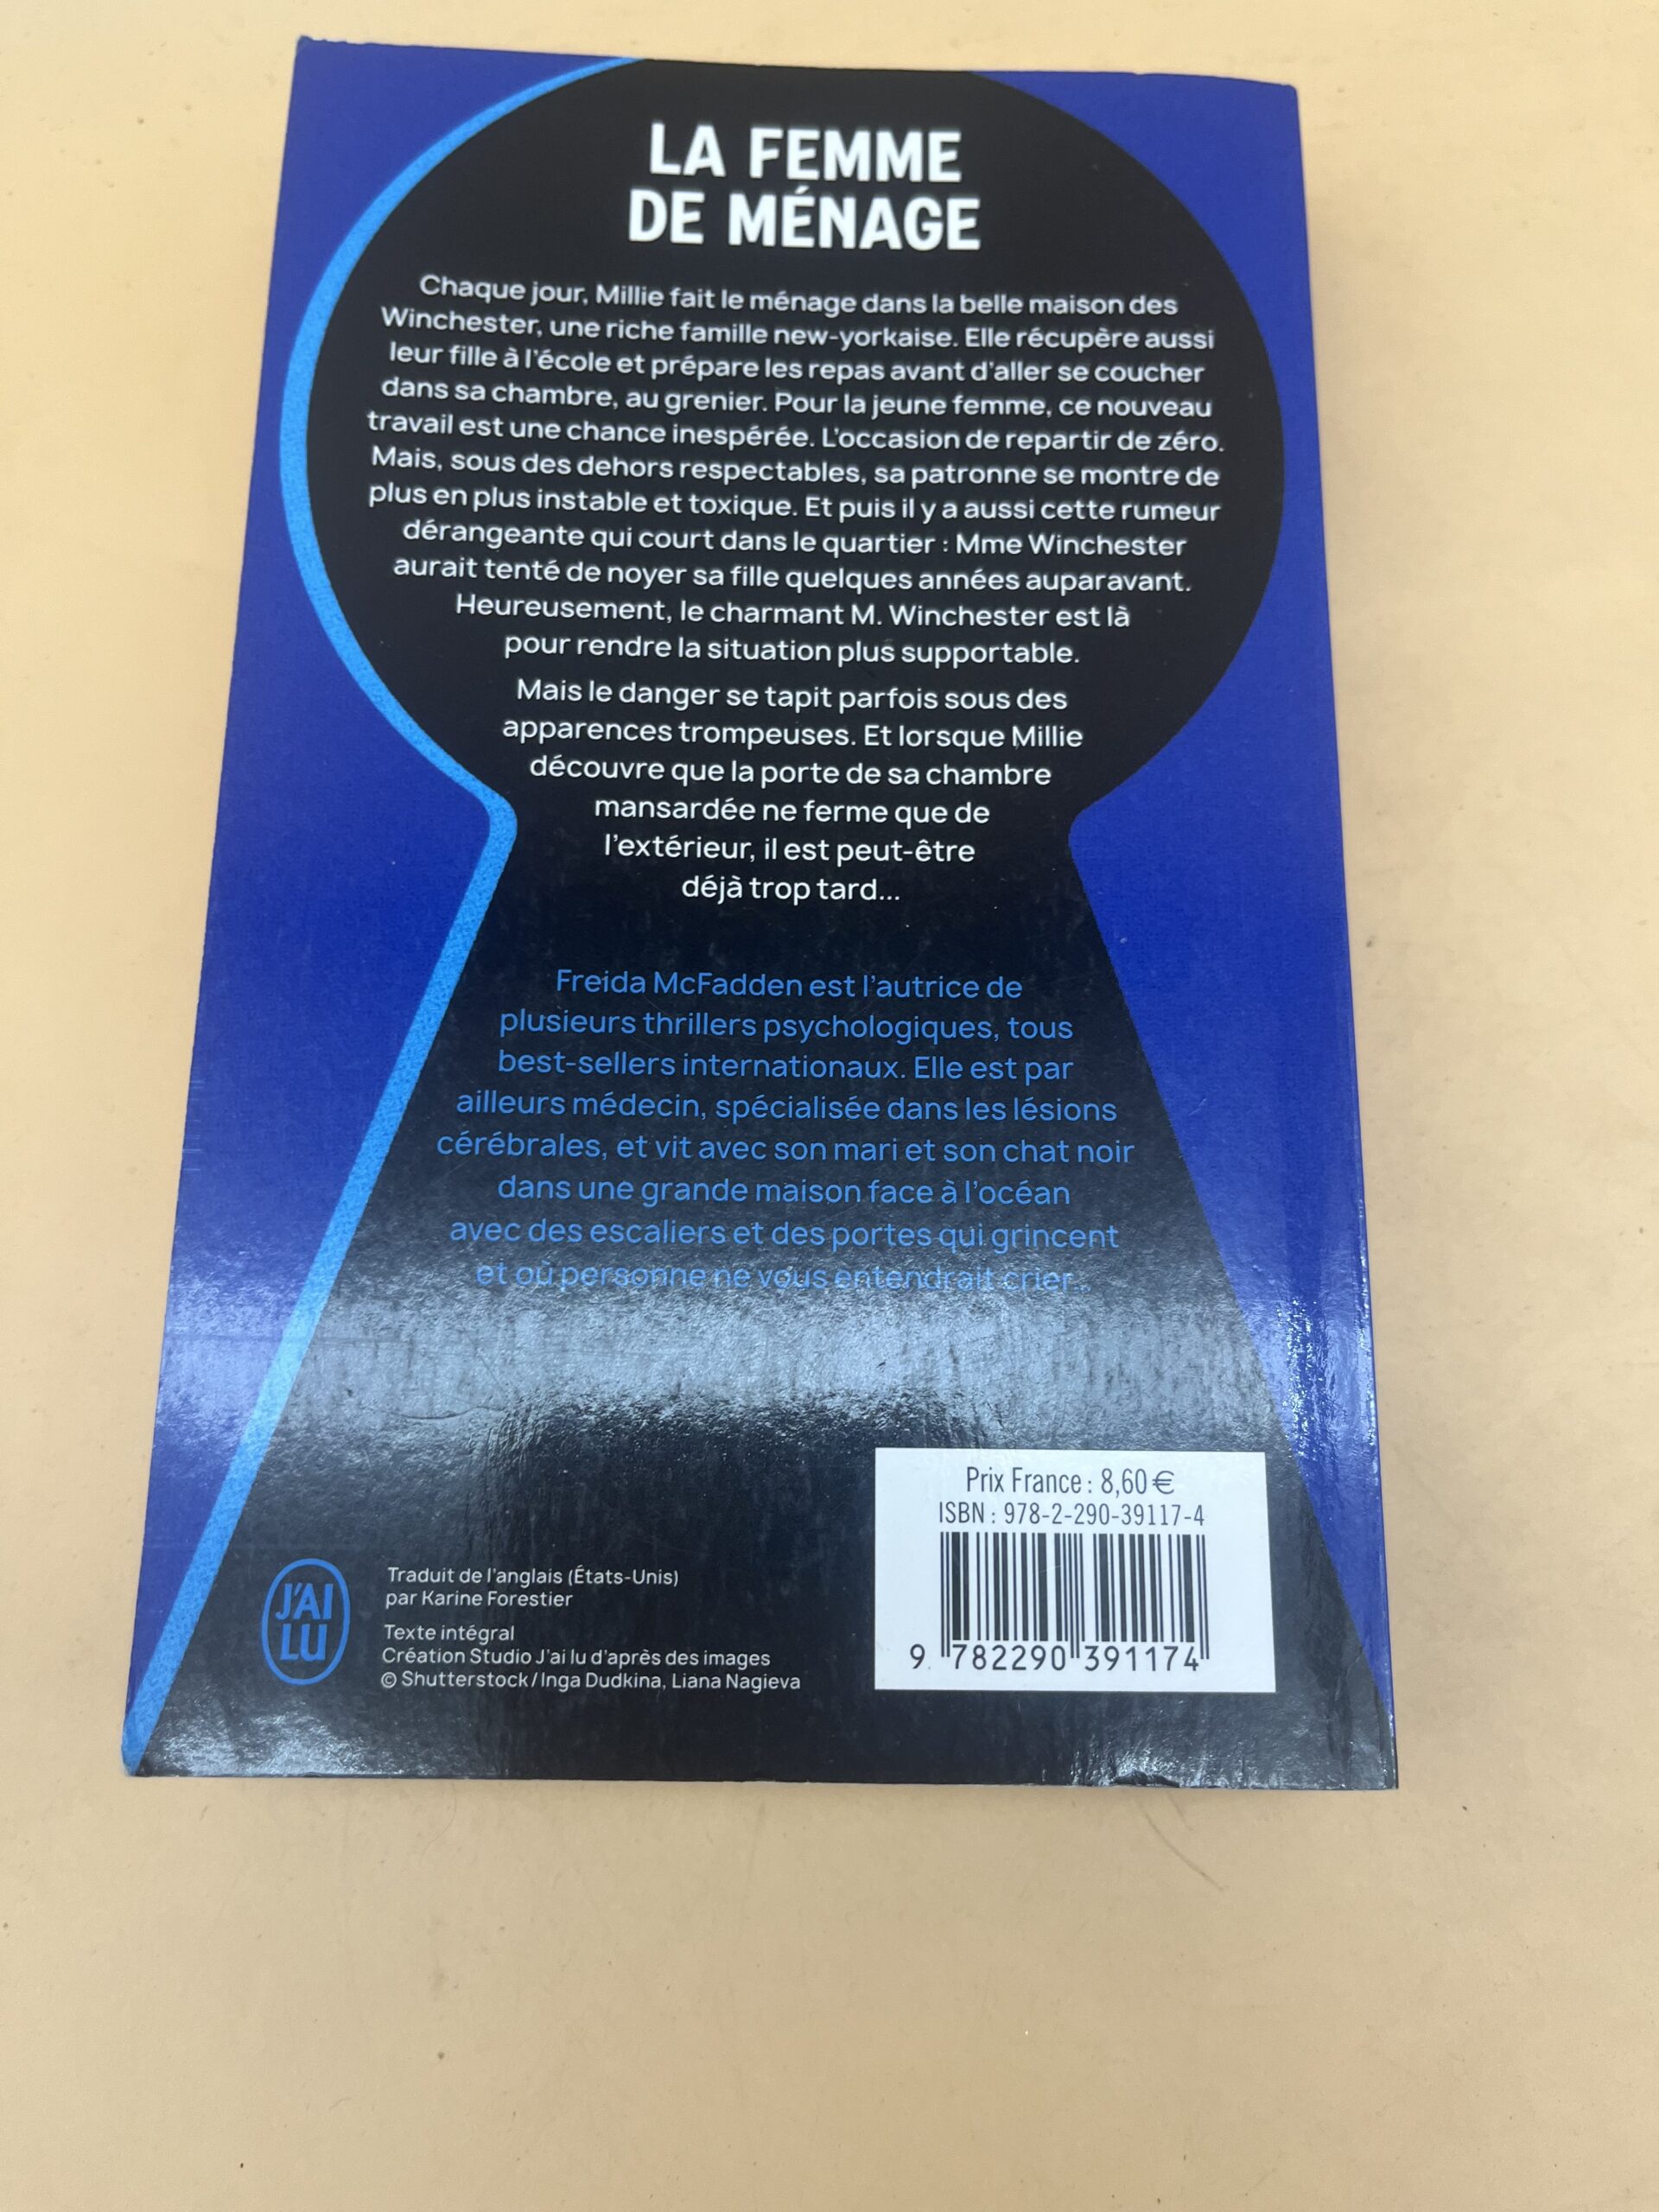 LA FEMME
DE MÉNAGE
Chaque jour, Millie fait le ménage dans la belle maison des
Winchester, une riche famille new-yorkaise. Elle récupère aussi
leur fille à l'école et prépare les repas avant d'aller se coucher
dans sa chambre, au grenier. Pour la jeune femme, ce nouveau
travail est une chance inespérée. L'occasion de repartir de zéro.
Mais, sous des dehors respectables, sa patronne se montre de
plus en plus instable et toxique. Et puis il y a aussi cette rumeur
dérangeante qui court dans le quartier : Mme Winchester
aurait tenté de noyer sa fille quelques années auparavant.
Heureusement, le charmant M. Winchester est là
pour rendre la situation plus supportable.
Mais le danger se tapit parfois sous des
apparences trompeuses. Et lorsque Millie
découvre que la porte de sa chambre
mansardée ne ferme que de
l'extérieur, il est peut-être
déjà trop tard...
Freida McFadden est l'autrice de
plusieurs thrillers psychologiques, tous
best-sellers internationaux. Elle est par
ailleurs médecin, spécialisée dans les lésions
cérébrales, et vit avec son mari et son chat noir
dans une grande maison face à l'océan
avec des escaliers et des portes qui grincent
et où personne ne vous entendrait crier...
Prix France : 8,60 €
ISBN : 978-2-290-39117-4
9 782290 391174
J'AI
LU
Traduit de l'anglais (États-Unis)
par Karine Forestier
Texte intégral
Création Studio J'ai lu d'après des images
© Shutterstock / Inga Dudkina, Liana Nagieva